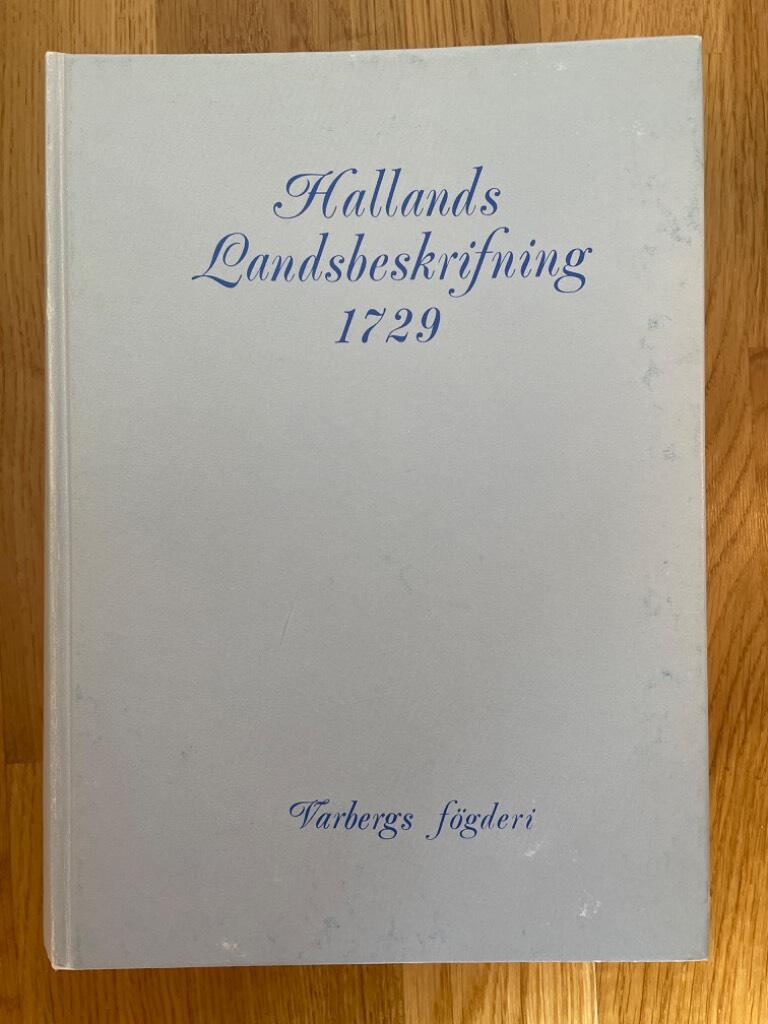 Hallands
Landsbeskrifning
1729
Varbergs fögderi